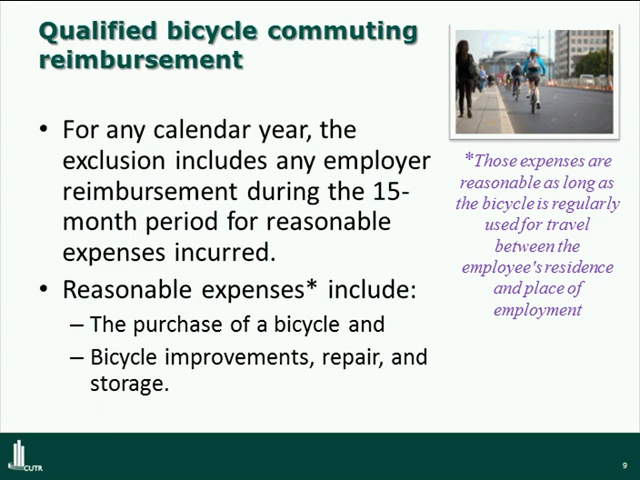 Qualified bicycle commuting
reimbursement
• For any calendar year, the
exclusion includes any employer
reimbursement during the 15-
month period for reasonable
expenses incurred.
• Reasonable expenses* include:
– The purchase of a bicycle and
– Bicycle improvements, repair, and
storage.
*Those expenses are
reasonable as long as
the bicycle is regularly
used for travel
between the
employee's residence
and place of
employment
CUTR
9